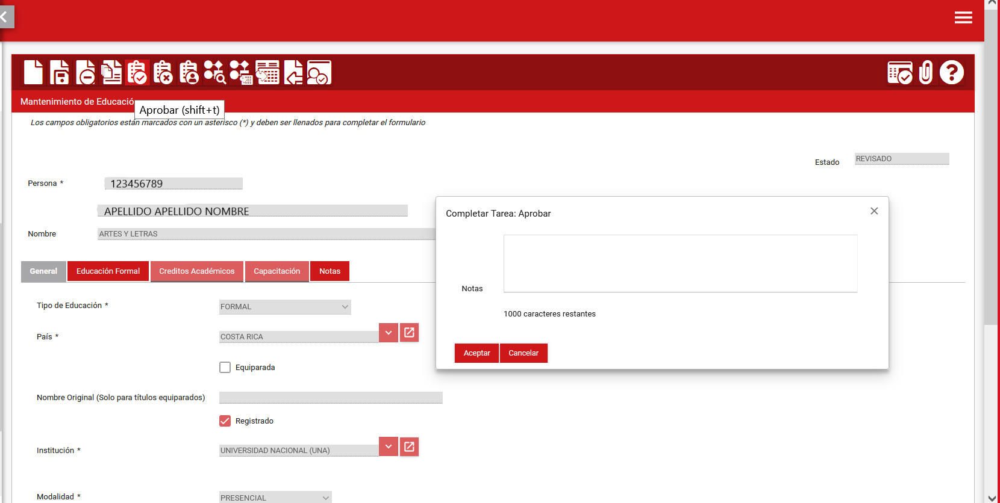 Mantenimiento de Educació
Aprobar (shift+t)
Los campos obligatorios están marcados con un asterisco (*) y deben ser llenados para completar el formulario
Estado REVISADO
Persona * 123456789
APELLIDO APELLIDO NOMBRE
Nombre ARTES Y LETRAS
Completar Tarea: Aprobar
Notas
1000 caracteres restantes
Aceptar Cancelar
General Educación Formal Creditos Académicos Capacitación Notas
Tipo de Educación * FORMAL
País * COSTA RICA
Equiparada
Nombre Original (Solo para títulos equiparados)
Registrado
Institución * UNIVERSIDAD NACIONAL (UNA)
Modalidad * PRESENCIAL